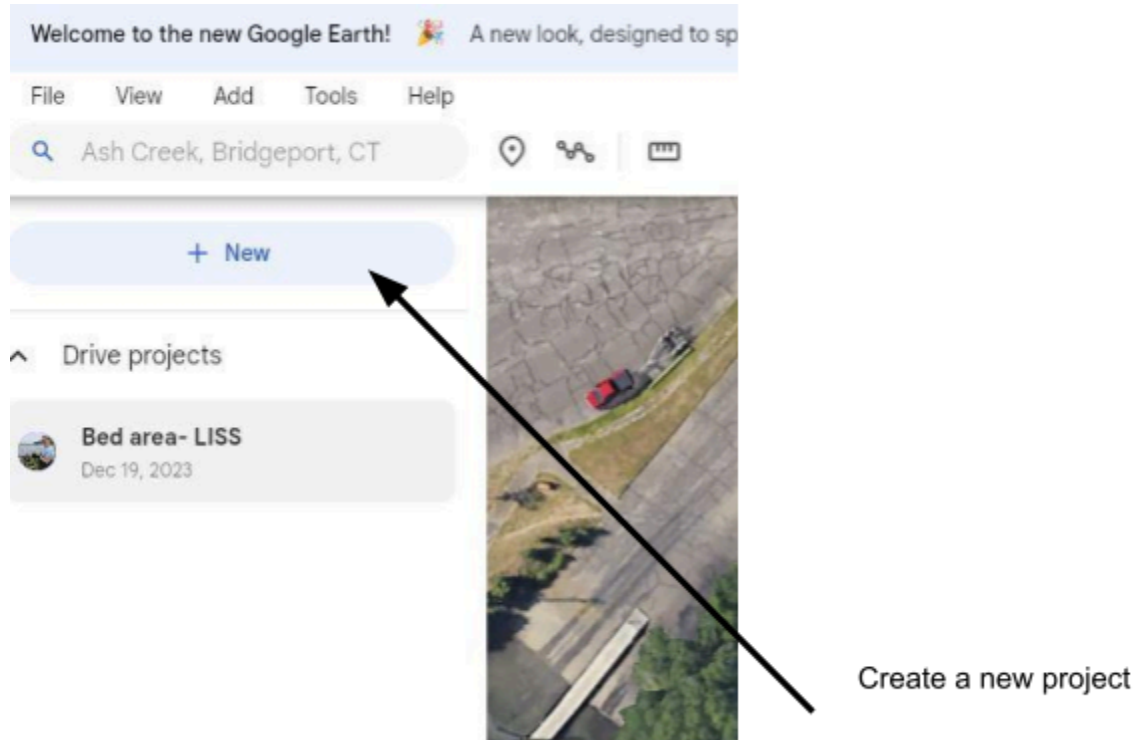 Welcome to the new Google Earth! 🎉 A new look, designed to sp
File View Add Tools Help
Ash Creek, Bridgeport, CT
+ New
Drive projects
Bed area- LISS
Dec 19, 2023
Create a new project